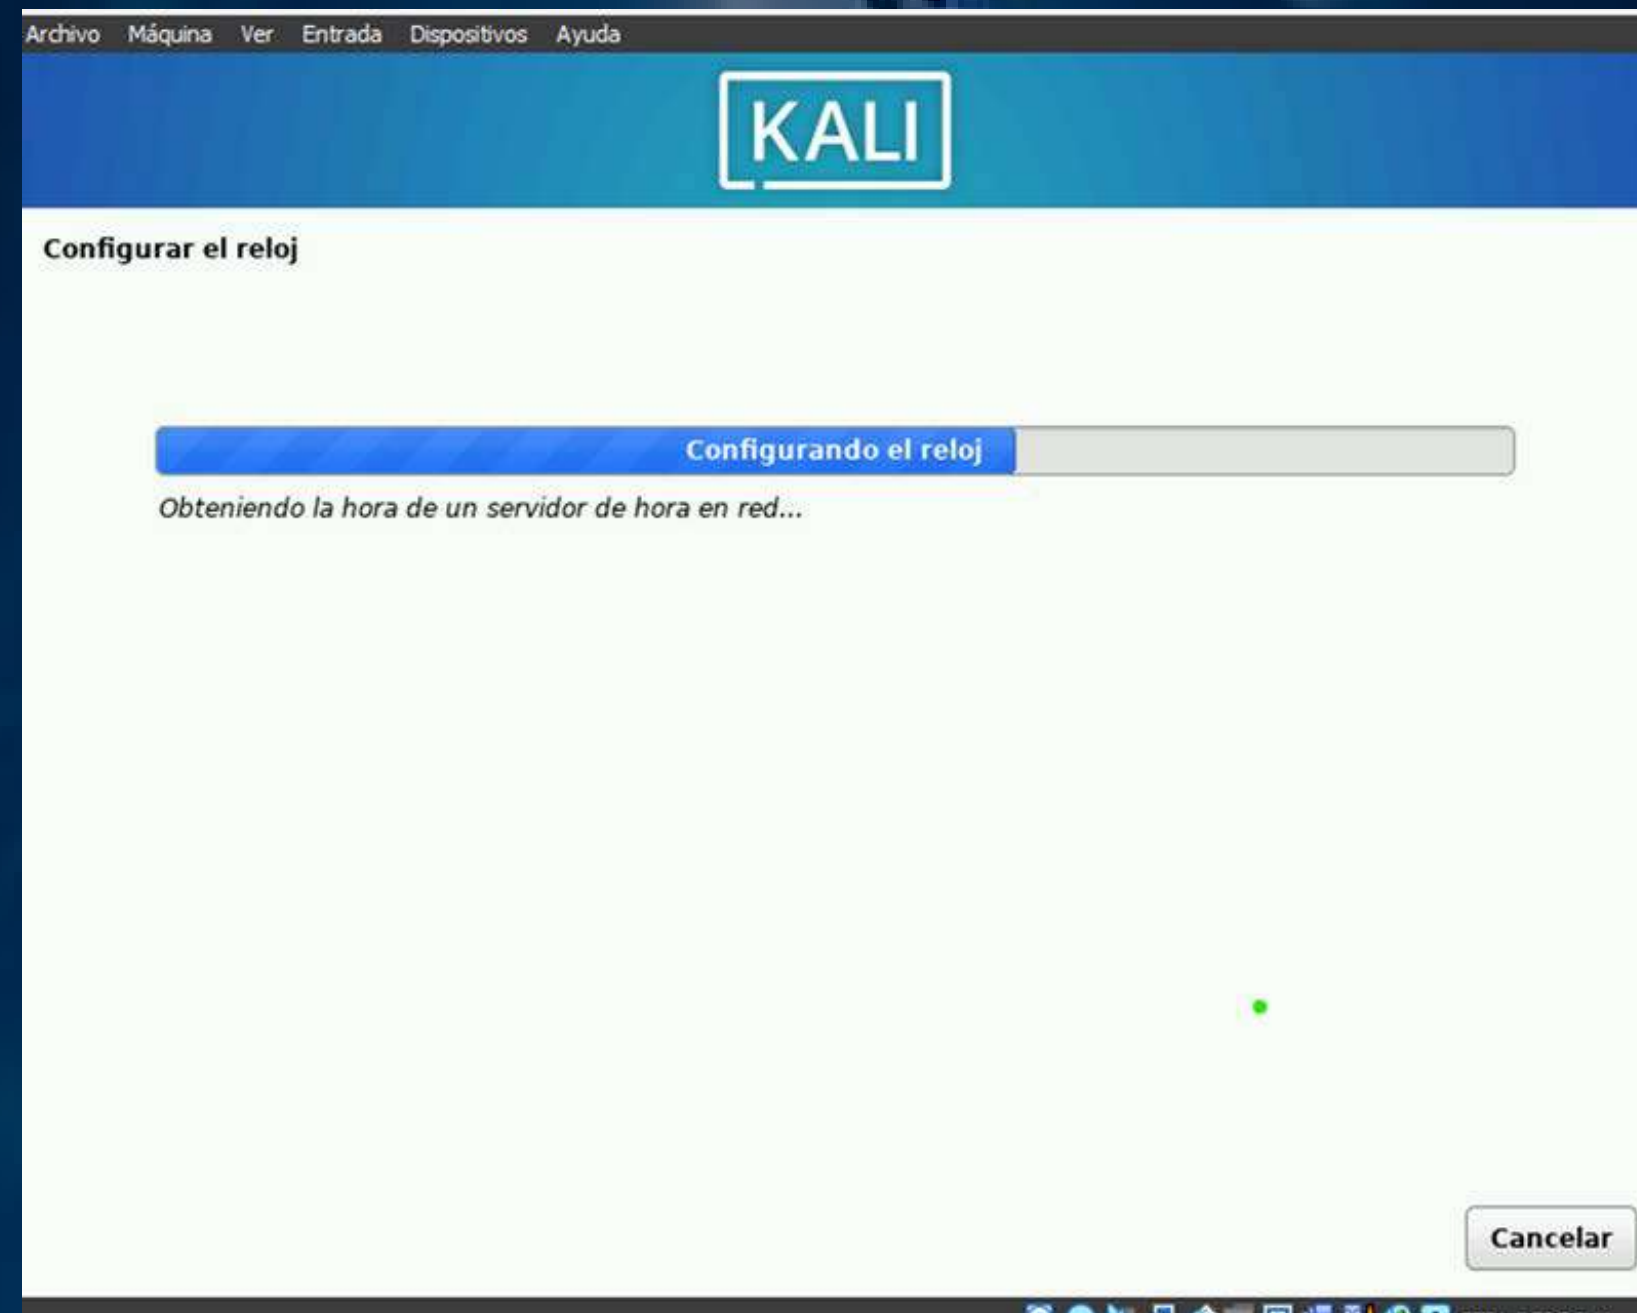 Archivo Máquina Ver Entrada Dispositivos Ayuda
KALI
Configurar el reloj
Configurando el reloj
Obteniendo la hora de un servidor de hora en red...
Cancelar